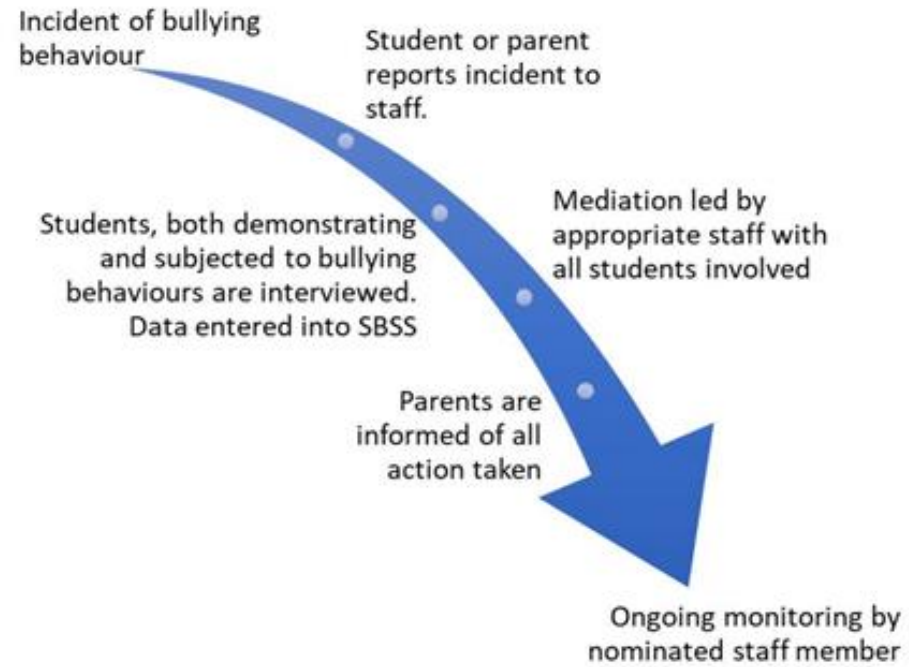 Incident of bullying
behaviour
Student or parent
reports incident to
staff.
Students, both demonstrating
and subjected to bullying
behaviours are interviewed.
Data entered into SBSS
Mediation led by
appropriate staff with
all students involved
Parents are
informed of all
action taken
Ongoing monitoring by
nominated staff member